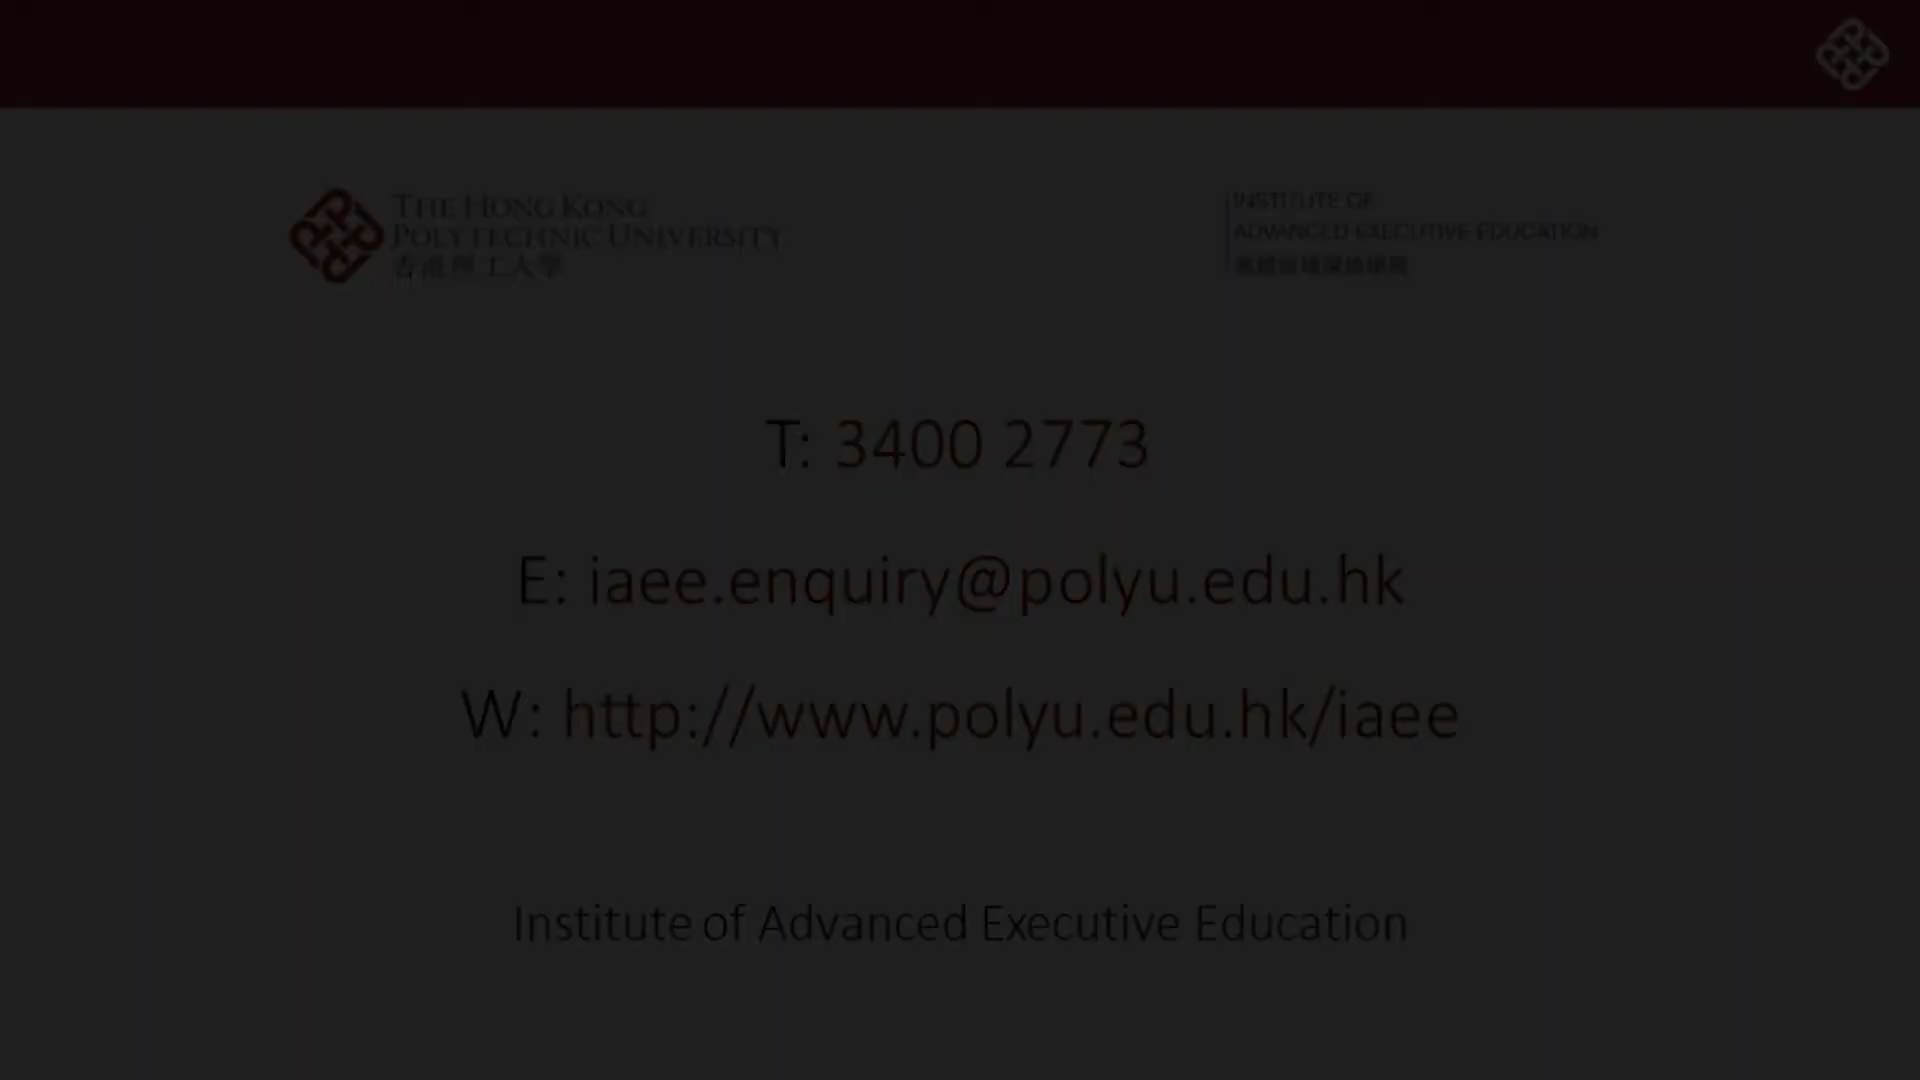 THE HONG KONG
POLYTECHNIC UNIVERSITY
香港理工大學
INSTITUTE OF
ADVANCED EXECUTIVE EDUCATION
T: 3400 2773
E: iaee.enquiry@polyu.edu.hk
W: http://www.polyu.edu.hk/iaee
Institute of Advanced Executive Education